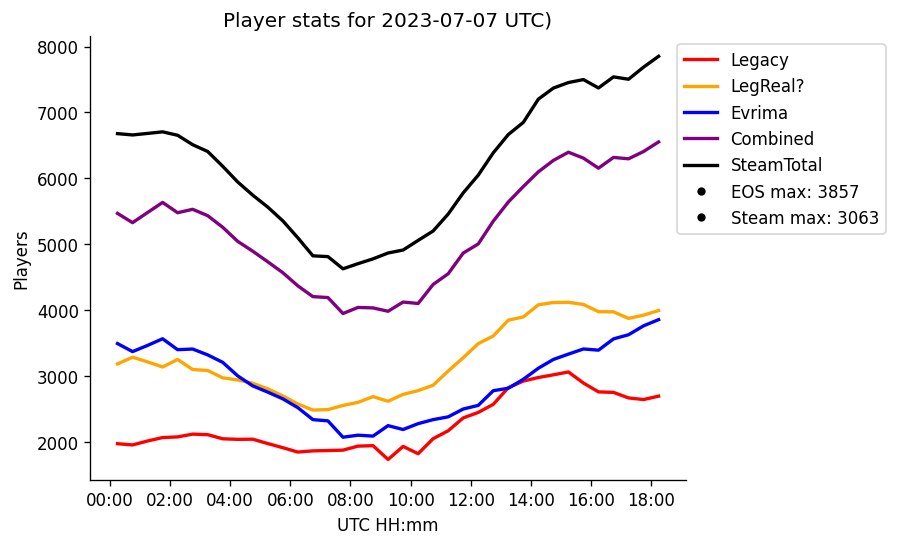 Player stats for 2023-07-07 UTC)
8000
7000
6000
5000
4000
3000
2000
Players
00:00 02:00 04:00 06:00 08:00 10:00 12:00 14:00 16:00 18:00
UTC HH:mm
Legacy
LegReal?
Evrima
Combined
SteamTotal
EOS max: 3857
Steam max: 3063